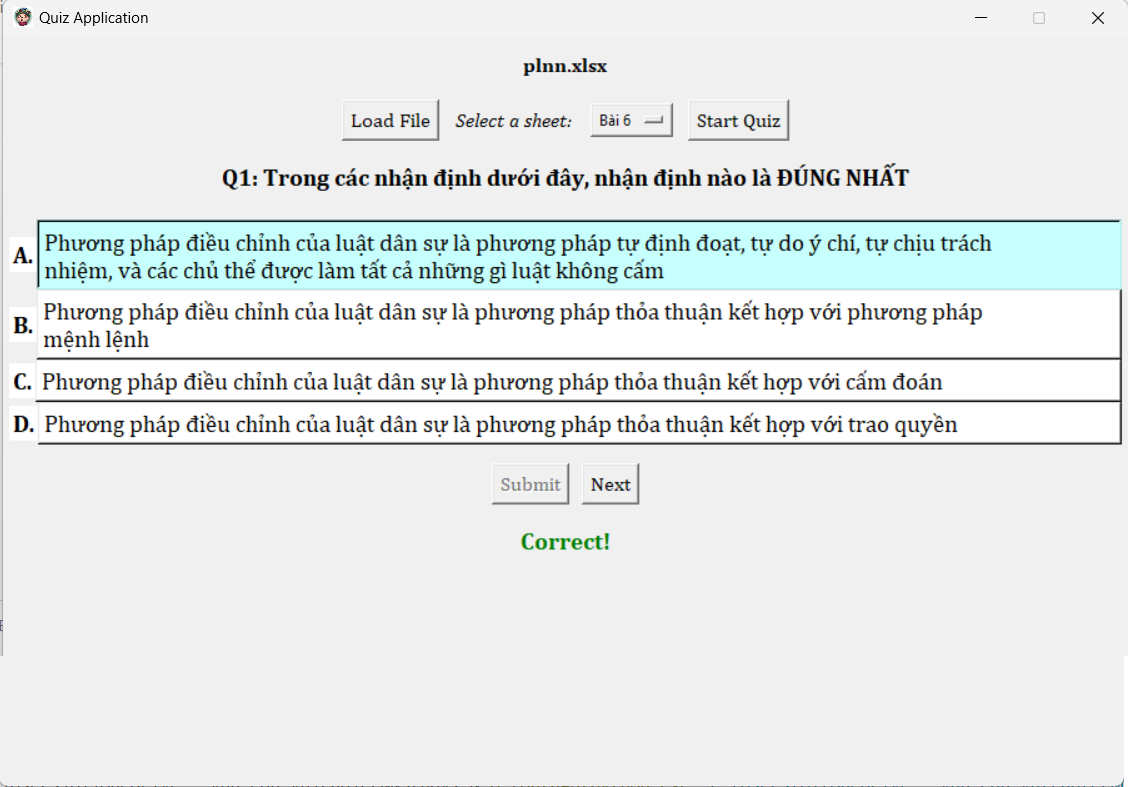 Quiz Application
plnn.xlsx
Load File Select a sheet: Bài 6 Start Quiz
Q1: Trong các nhận định dưới đây, nhận định nào là ĐÚNG NHẤT
A. Phương pháp điều chỉnh của luật dân sự là phương pháp tự định đoạt, tự do ý chí, tự chịu trách
nhiệm, và các chủ thể được làm tất cả những gì luật không cấm
B. Phương pháp điều chỉnh của luật dân sự là phương pháp thỏa thuận kết hợp với phương pháp
mệnh lệnh
C. Phương pháp điều chỉnh của luật dân sự là phương pháp thỏa thuận kết hợp với cấm đoán
D. Phương pháp điều chỉnh của luật dân sự là phương pháp thỏa thuận kết hợp với trao quyền
Submit Next
Correct!